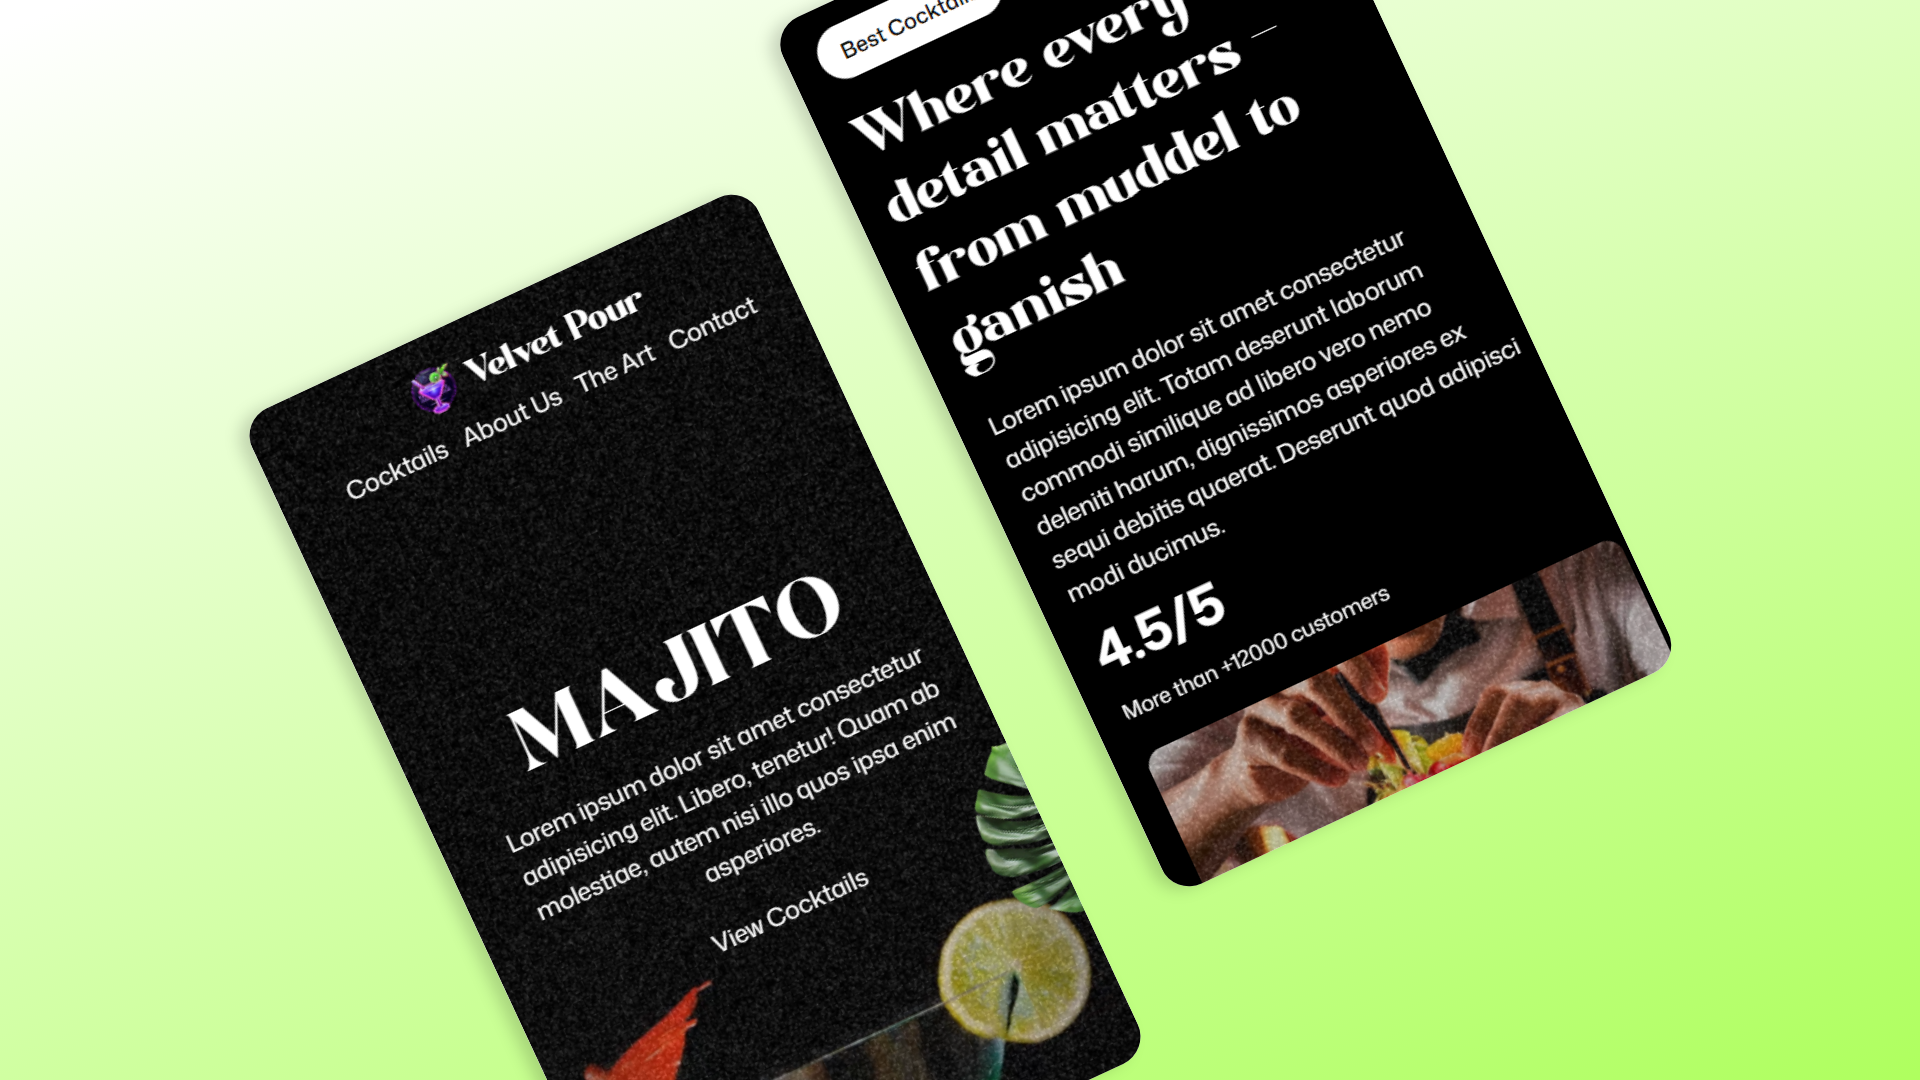 Velvet Pour
Cocktails About Us The Art Contact
MAJITO
Lorem ipsum dolor sit amet consectetur
adipisicing elit. Libero, tenetur! Quam ab
molestiae, autem nisi illo quos ipsa enim
asperiores.
View Cocktails
Best Cocktails
Where every
detail matters –
from muddel to
ganish
Lorem ipsum dolor sit amet consectetur
adipisicing elit. Totam deserunt laborum
commodi similique ad libero vero nemo
deleniti harum, dignissimos asperiores ex
sequi debitis quaerat. Deserunt quod adipisci
modi ducimus.
4.5/5
More than +12000 customers